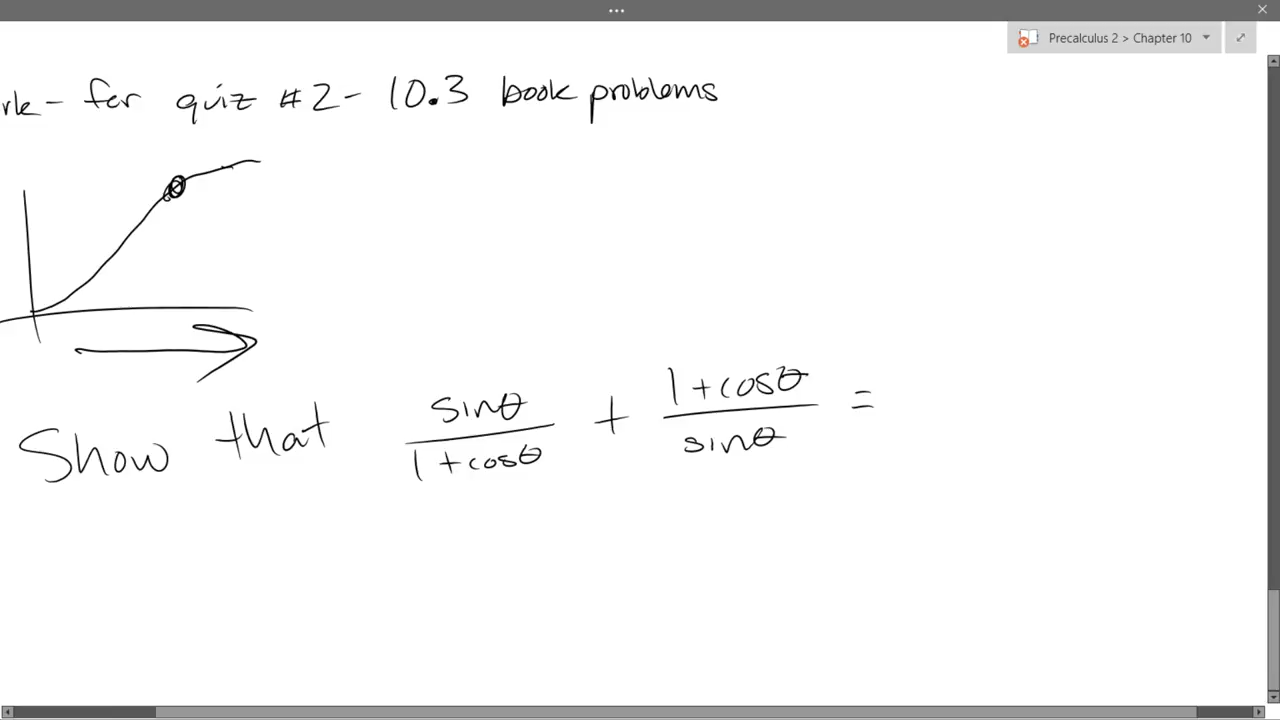 Precalculus 2 > Chapter 10
rk - for quiz #2 - 10.3 book problems
Show that sinθ/(1+cosθ) + (1+cosθ)/sinθ =